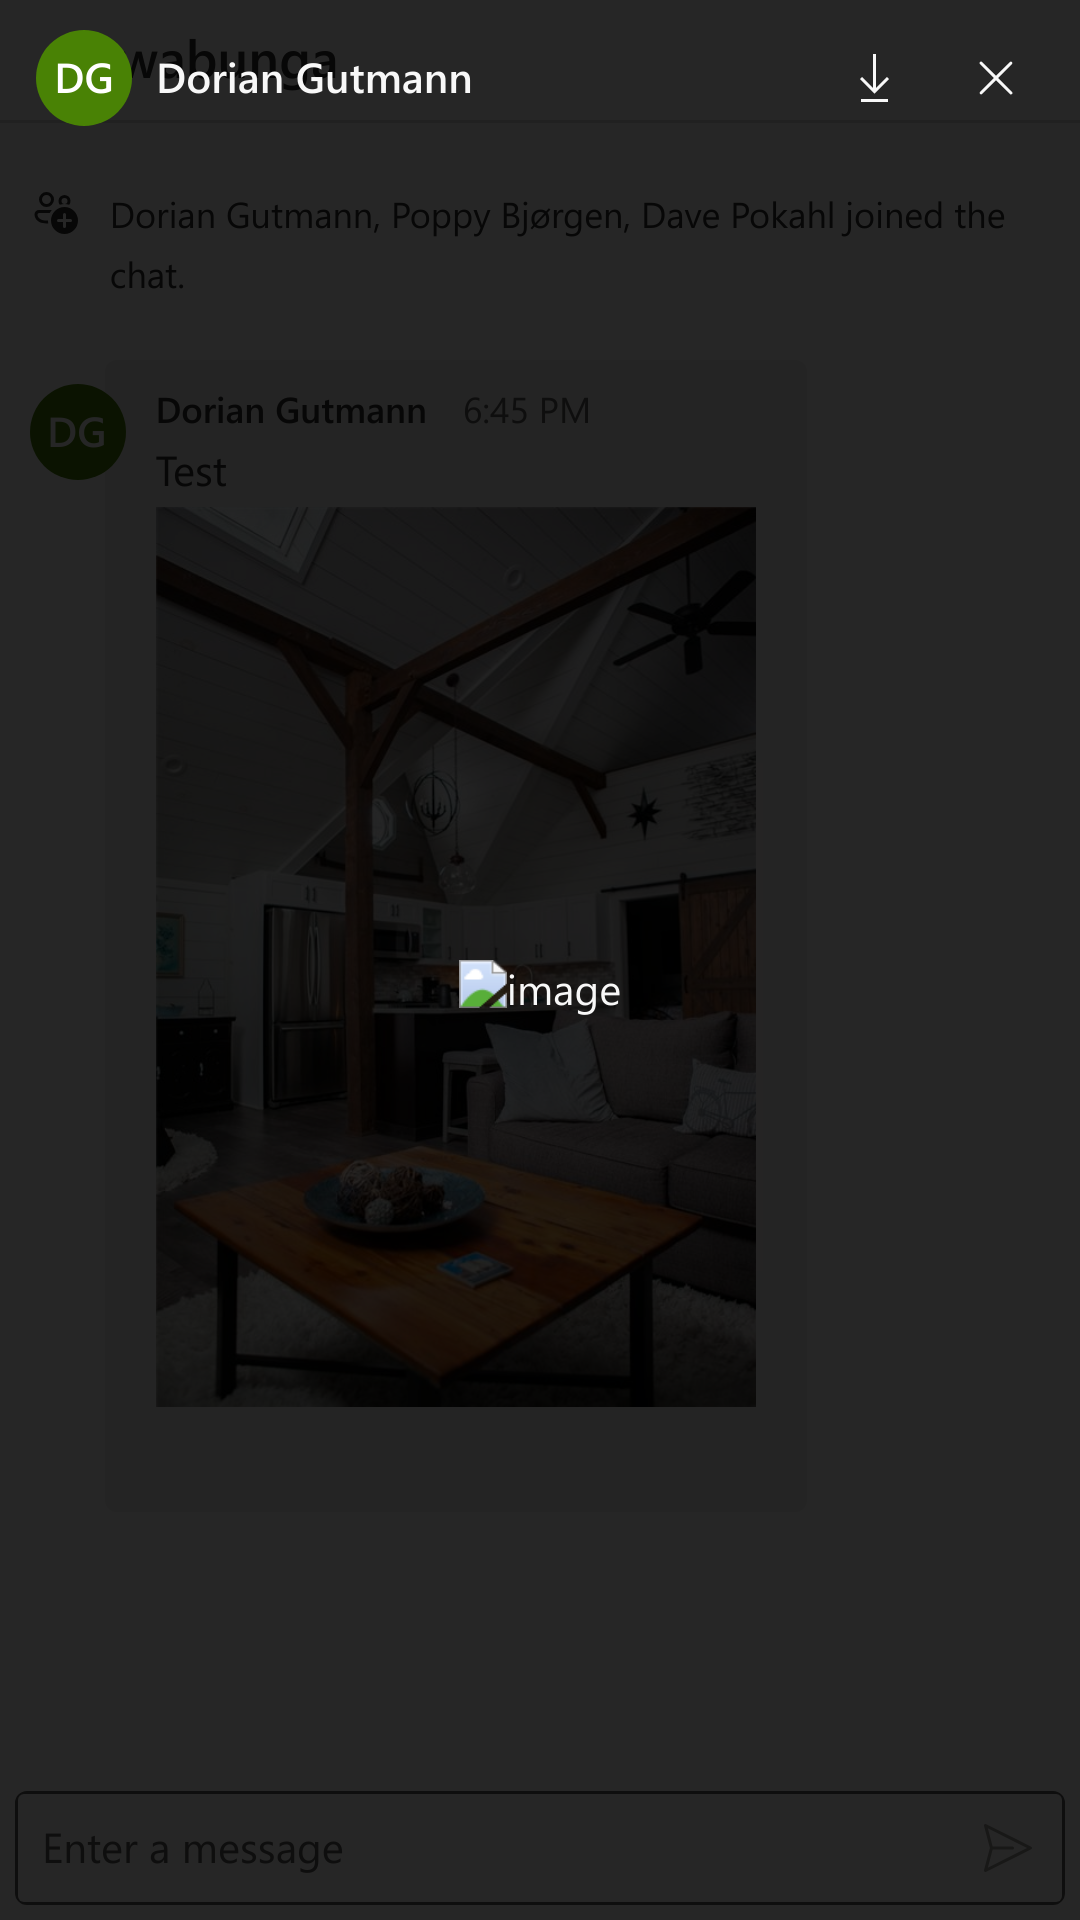 wabunga
DG Dorian Gutmann
Dorian Gutmann, Poppy Bjørgen, Dave Pokahl joined the
chat.
DG
Dorian Gutmann 6:45 PM
Test
image
Enter a message